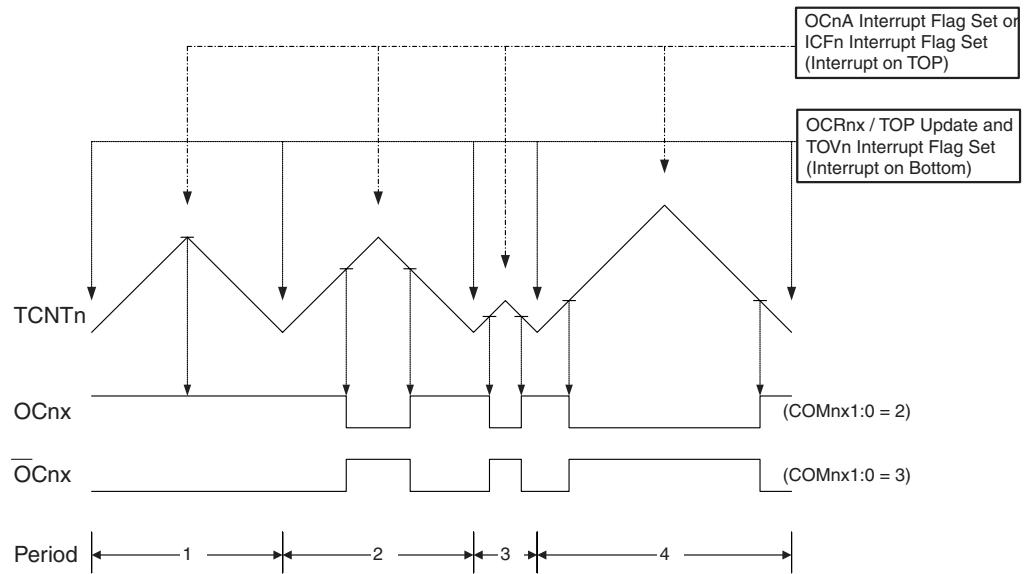 OCnA Interrupt Flag Set or
ICFn Interrupt Flag Set
(Interrupt on TOP)
OCRnx / TOP Update and
TOVn Interrupt Flag Set
(Interrupt on Bottom)
TCNTn
OCnx
(COMnx1:0 = 2)
O̅Cnx
(COMnx1:0 = 3)
Period 1 2 3 4